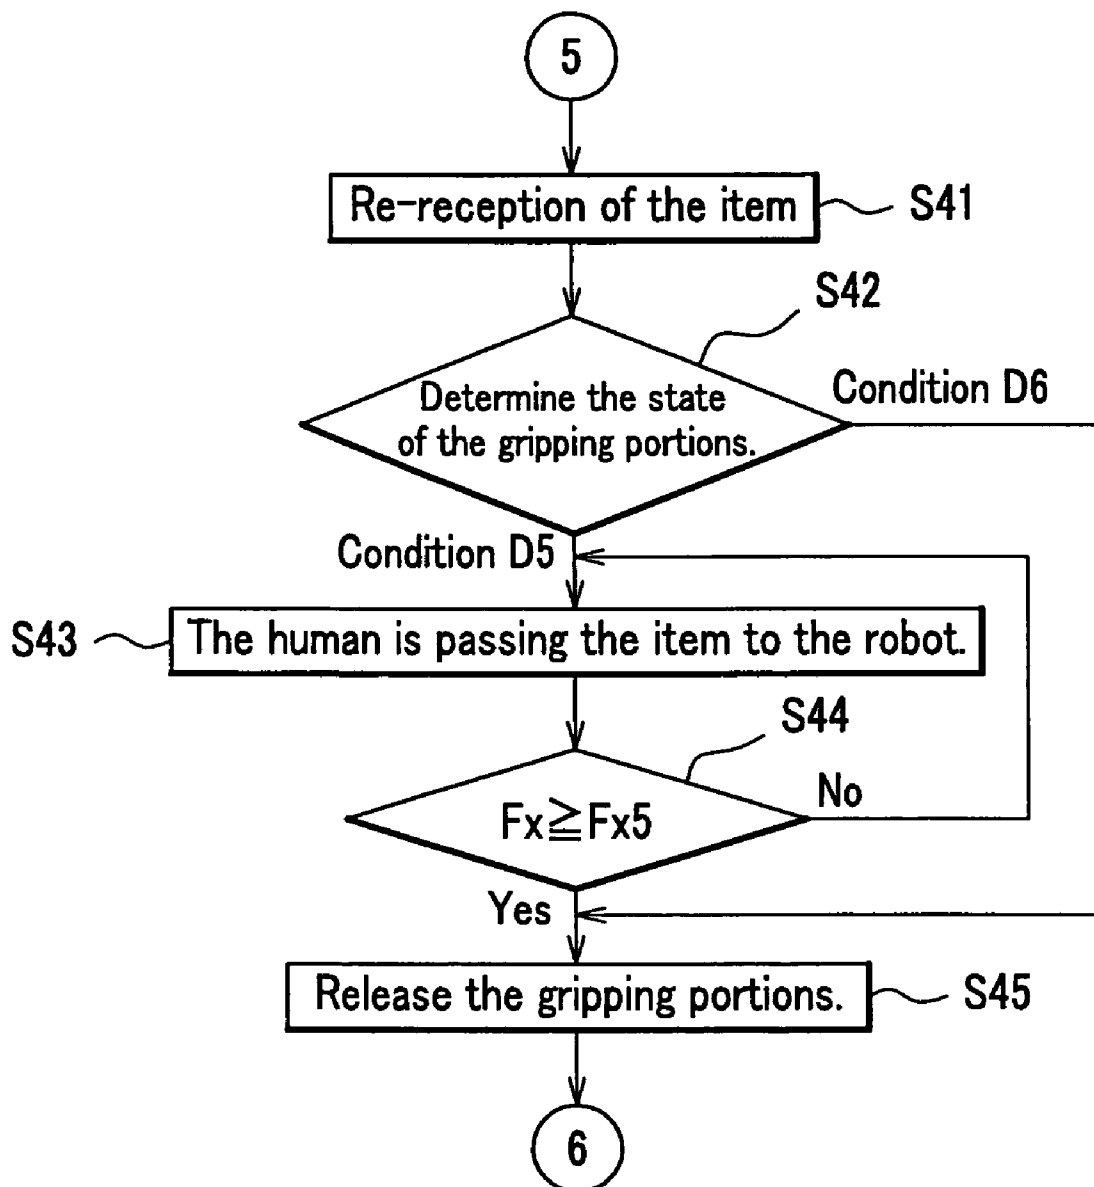 5
Re-reception of the item
S41
S42
Determine the state
of the gripping portions.
Condition D6
Condition D5
S43
The human is passing the item to the robot.
S44
Fx≧Fx5
No
Yes
Release the gripping portions.
S45
6